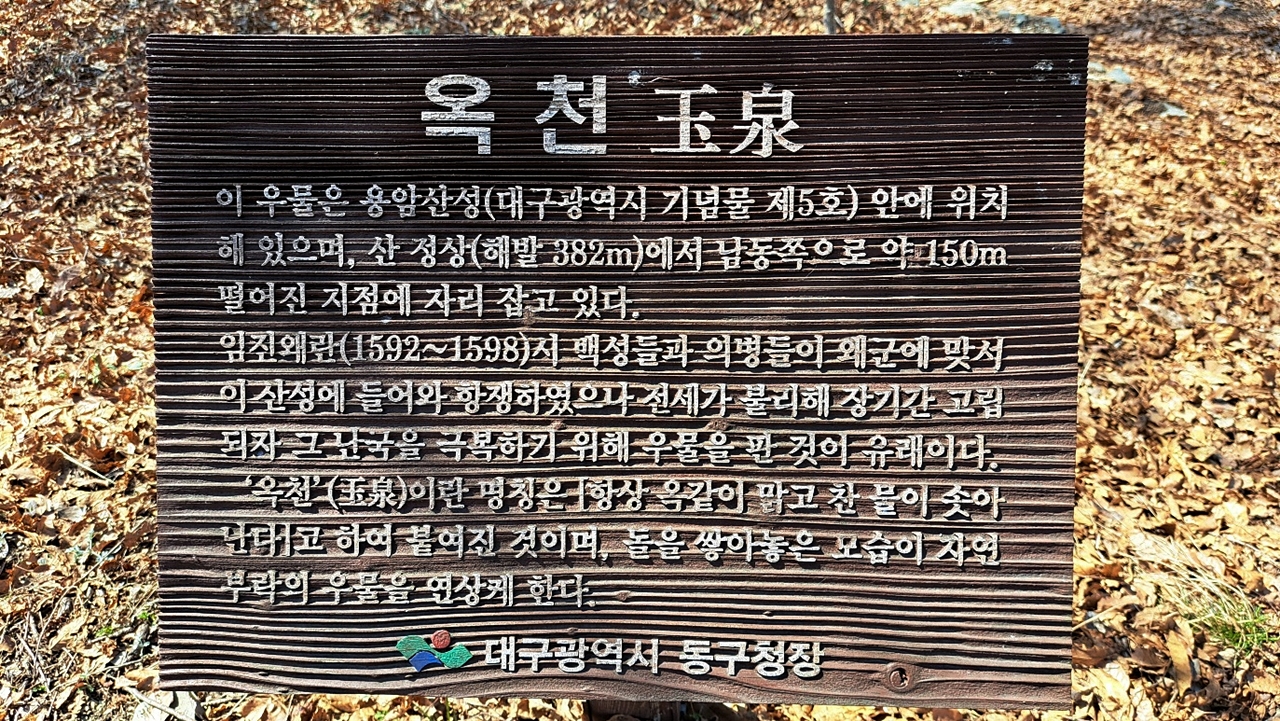 옥천 玉泉
이 우물은 용암산성(대구광역시 기념물 제5호) 안에 위치
해 있으며, 산 정상(해발 382m)에서 남동쪽으로 약 150m
떨어진 지점에 자리 잡고 있다.
임진왜란(1592~1598)시 백성들과 의병들이 왜군에 맞서
이 산성에 들어와 항쟁하였으나 전세가 불리해 장기간 고립
되자 그 난국을 극복하기 위해 우물을 판 것이 유래이다.
'옥천'(玉泉)이란 명칭은 [항상 옥같이 맑고 찬 물이 솟아
난다]고 하여 붙여진 것이며, 돌을 쌓아놓은 모습이 자연
부락의 우물을 연상케 한다.
대구광역시 동구청장